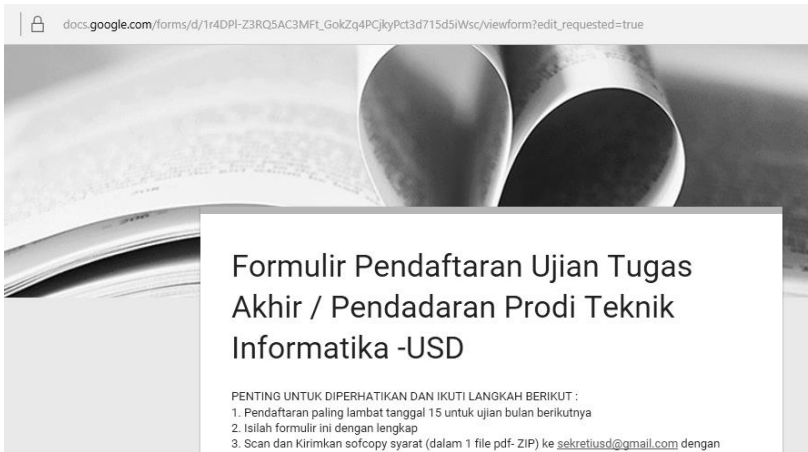 docs.google.com/forms/d/1r4DPl-Z3RQ5AC3MFt_GokZq4PCjkyPct3d715d5iWsc/viewform?edit_requested=true
Formulir Pendaftaran Ujian Tugas
Akhir / Pendadaran Prodi Teknik
Informatika -USD
PENTING UNTUK DIPERHATIKAN DAN IKUTI LANGKAH BERIKUT :
1. Pendaftaran paling lambat tanggal 15 untuk ujian bulan berikutnya
2. Isilah formulir ini dengan lengkap
3. Scan dan Kirimkan sofcopy syarat (dalam 1 file pdf- ZIP) ke sekretiusd@gmail.com dengan